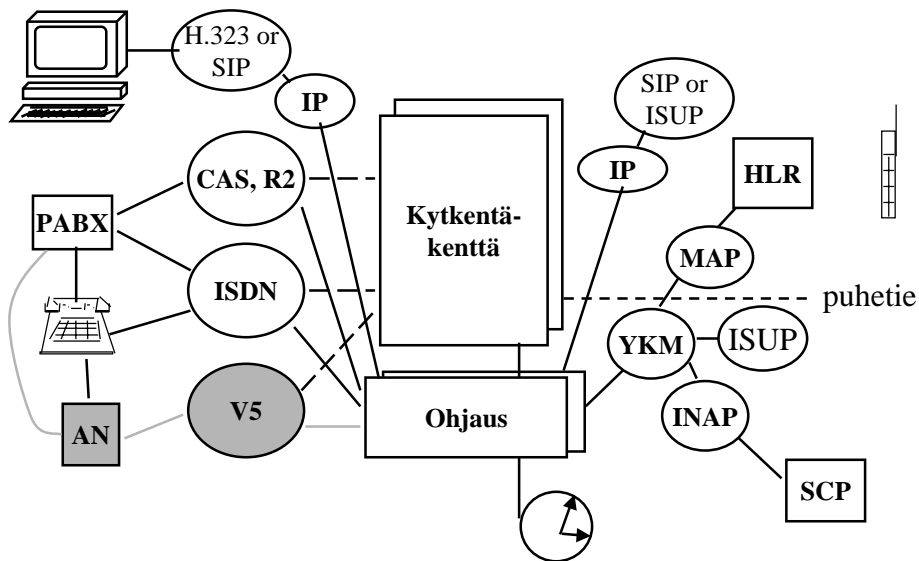 H.323 or
SIP
IP
SIP or
ISUP
IP
HLR
CAS, R2
PABX
Kytkentä-
kenttä
MAP
ISDN
puhetie
YKM
ISUP
V5
AN
Ohjaus
INAP
SCP